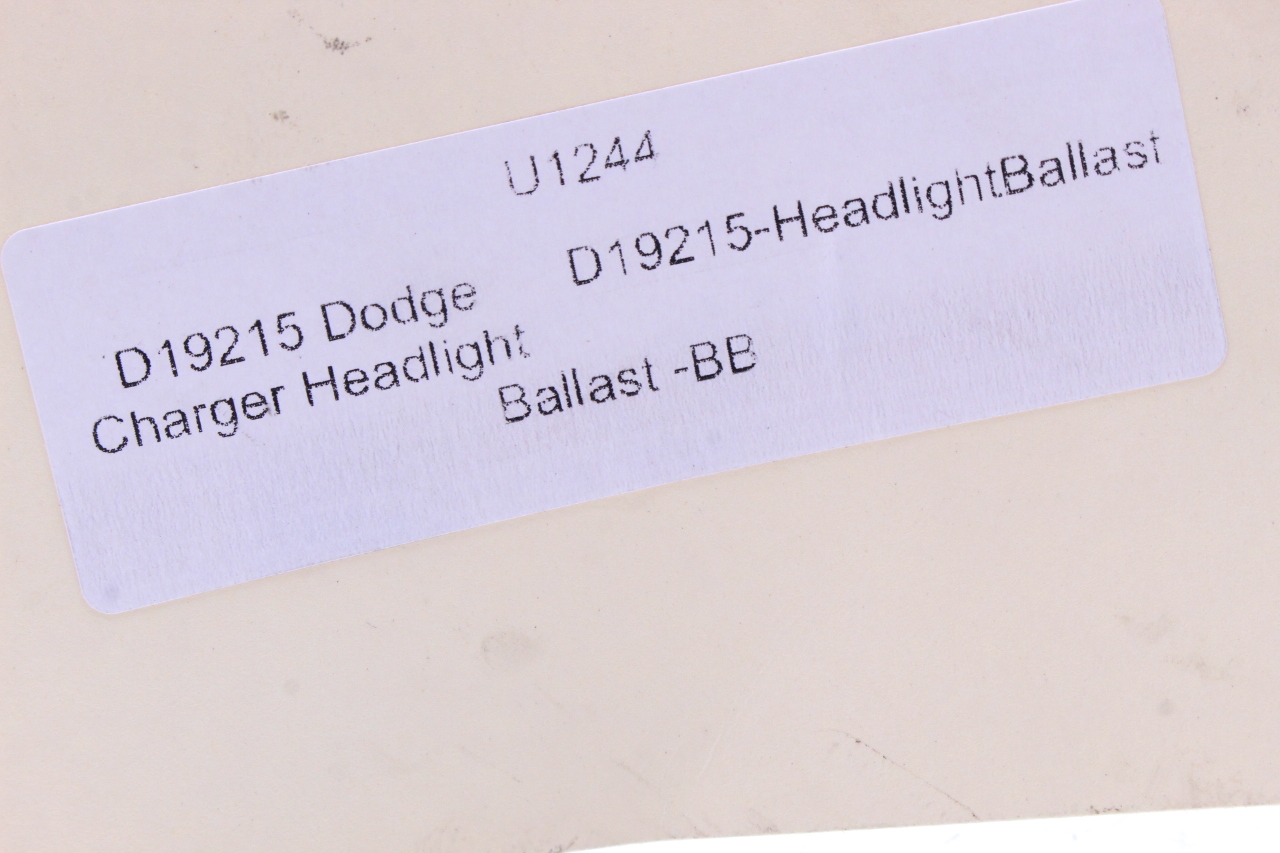 U1244
D19215-HeadlightBallast
D19215 Dodge
Charger Headlight
Ballast -BB